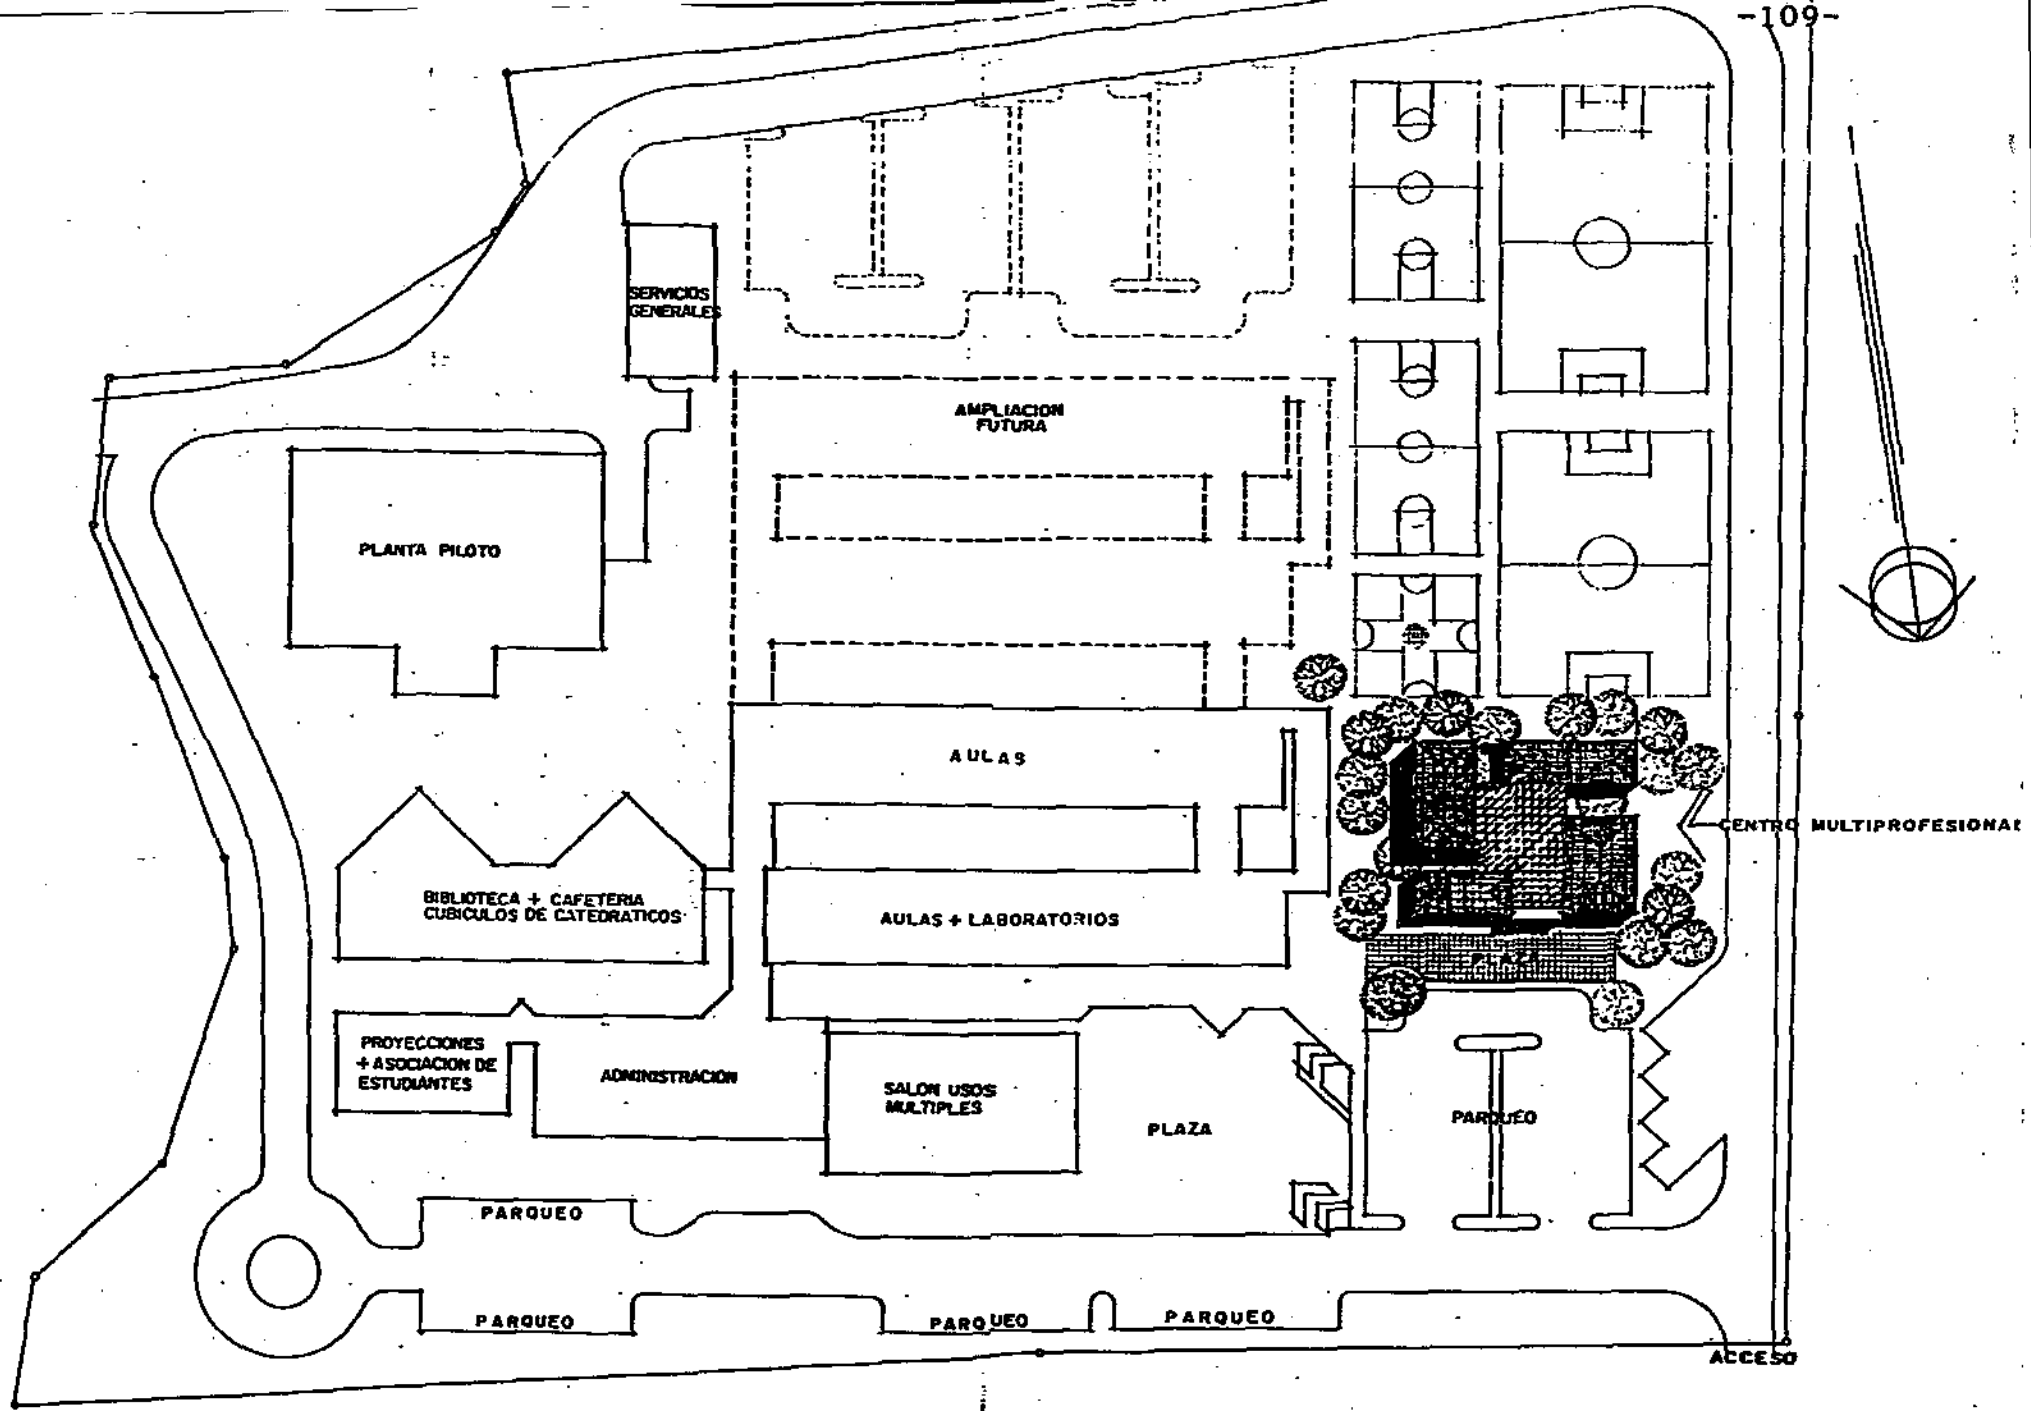 -109-
SERVICIOS
GENERALES
AMPLIACION
FUTURA
PLANTA PILOTO
AULAS
CENTRO MULTIPROFESIONAL
BIBLIOTECA + CAFETERIA
CUBICULOS DE CATEDRATICOS
AULAS + LABORATORIOS
PLAZA
PROYECCIONES
+ ASOCIACION DE
ESTUDIANTES
ADMINISTRACION
SALON USOS
MULTIPLES
PLAZA
PARQUEO
PARQUEO
PARQUEO
PARQUEO
PARQUEO
ACCESO